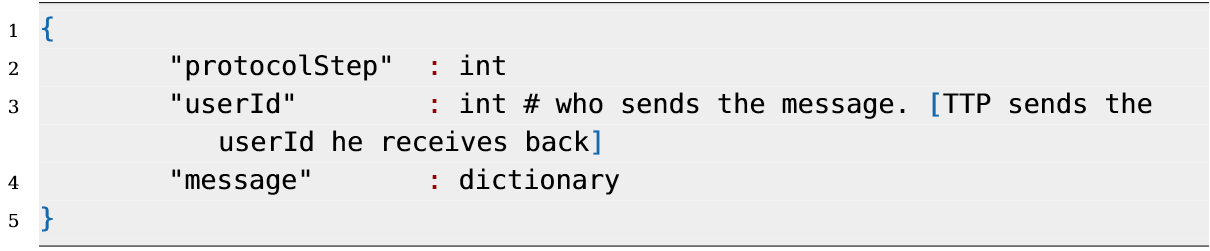 1 {
2 "protocolStep" : int
3 "userId" : int # who sends the message. [TTP sends the
userId he receives back]
4 "message" : dictionary
5 }